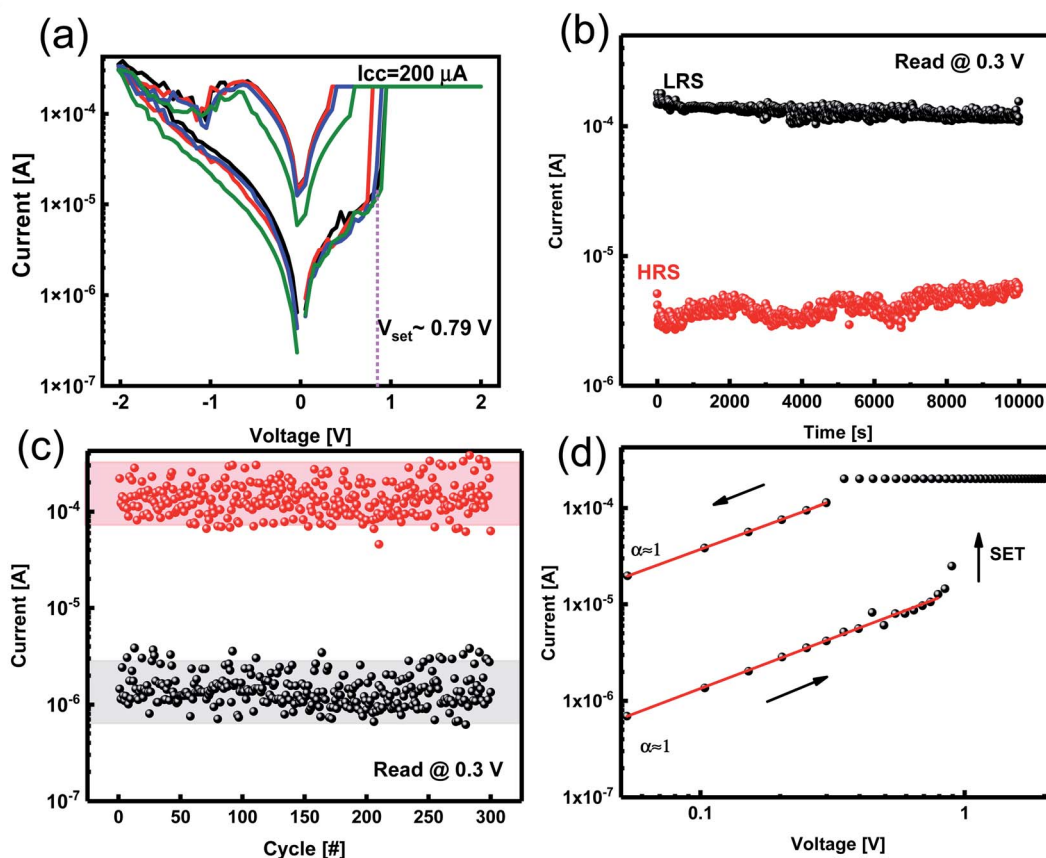 (a)
Icc=200 μA
1×10⁻⁴
1×10⁻⁵
1×10⁻⁶
1×10⁻⁷
Current [A]
V_set~ 0.79 V
-2 -1 0 1 2
Voltage [V]
(b)
Read @ 0.3 V
LRS
HRS
10⁻⁴
10⁻⁵
10⁻⁶
Current [A]
0 2000 4000 6000 8000 10000
Time [s]
(c)
10⁻⁴
10⁻⁵
10⁻⁶
10⁻⁷
Current [A]
Read @ 0.3 V
0 50 100 150 200 250 300
Cycle [#]
(d)
1x10⁻⁴
1x10⁻⁵
1x10⁻⁶
1x10⁻⁷
Current [A]
α≈1
SET
α≈1
0.1 1
Voltage [V]